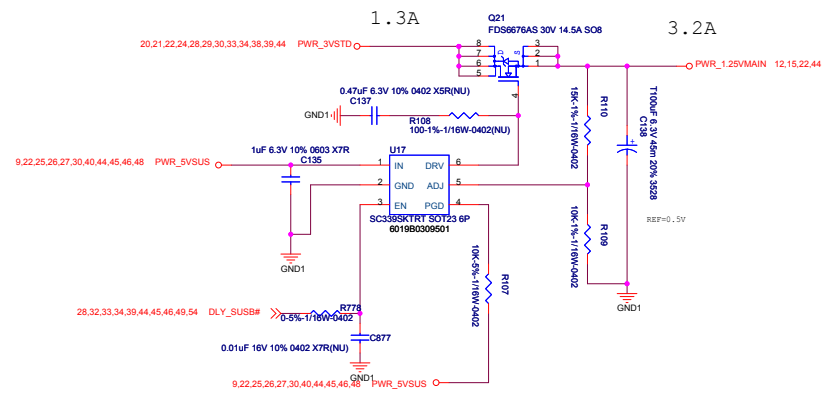 1.3A
Q21
FDS6676AS 30V 14.5A SO8
3.2A
20,21,22,24,28,29,30,33,34,38,39,44 PWR_3VSTD
8
7
6
5
D
S
3
2
1
4
PWR_1.25VMAIN 12,15,22,44
0.47uF 6.3V 10% 0402 X5R(NU)
C137
GND1
R108
100-1%-1/16W-0402(NU)
R110
15K-1%-1/16W-0402
T100uF 6.3V 45m 20% 3528
C138
+
1uF 6.3V 10% 0603 X7R
C135
U17
9,22,25,26,27,30,40,44,45,46,48 PWR_5VSUS
1 IN DRV 6
2 GND ADJ 5
3 EN PGD 4
SC339SKTRT SOT23 6P
6019B0309501
REF=0.5V
R109
10K-1%-1/16W-0402
GND1
R107
10K-5%-1/16W-0402
GND1
28,32,33,34,39,44,45,46,49,54 DLY_SUSB#
R778
0-5%-1/16W-0402
C877
0.01uF 16V 10% 0402 X7R(NU)
GND1
9,22,25,26,27,30,40,44,45,46,48 PWR_5VSUS